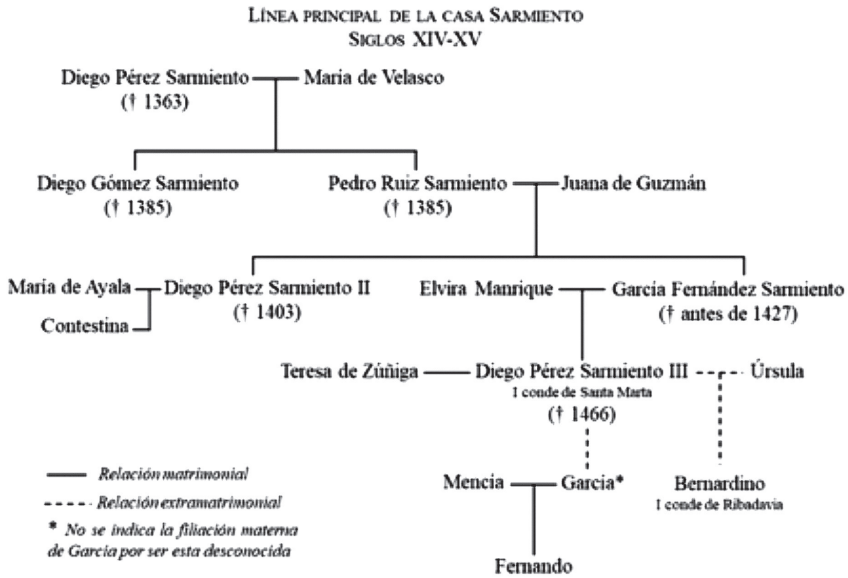 LÍNEA PRINCIPAL DE LA CASA SARMIENTO
SIGLOS XIV-XV
Diego Pérez Sarmiento María de Velasco
(† 1363)
Diego Gómez Sarmiento Pedro Ruiz Sarmiento Juana de Guzmán
(† 1385) († 1385)
María de Ayala Diego Pérez Sarmiento II Elvira Manrique García Fernández Sarmiento
(† 1403) († antes de 1427)
Contestina
Teresa de Zúñiga Diego Pérez Sarmiento III Úrsula
I conde de Santa Marta
(† 1466)
Mencía García* Bernardino
I conde de Ribadavia
Fernando
Relación matrimonial
Relación extramatrimonial
* No se indica la filiación materna
de García por ser esta desconocida